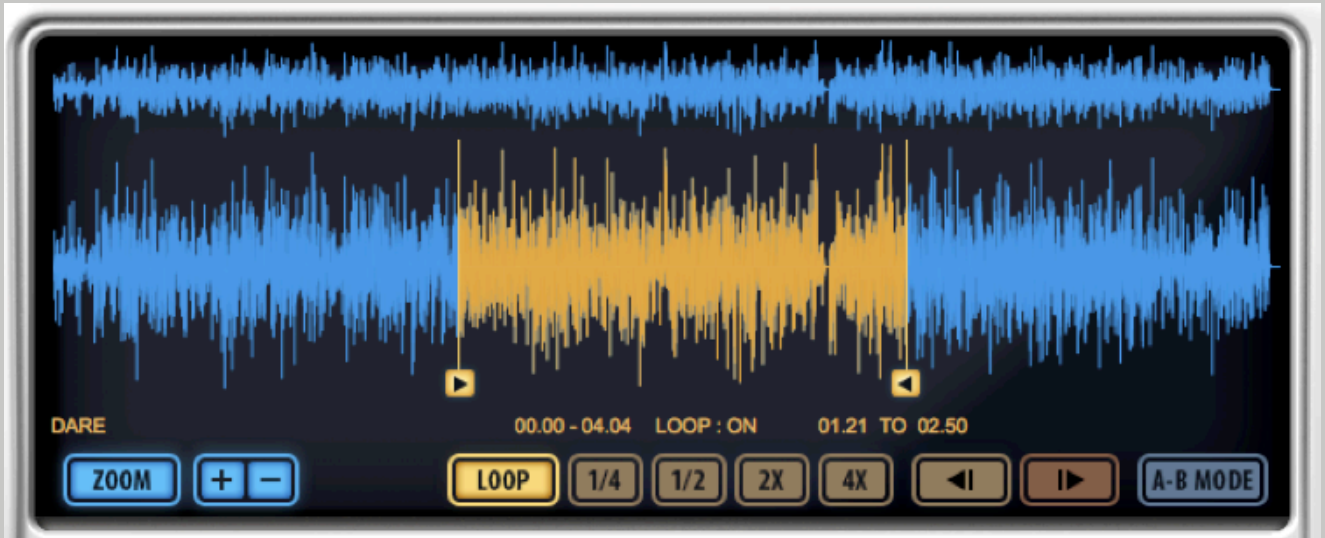 DARE 00.00 - 04.04 LOOP : ON 01.21 TO 02.50
ZOOM + − LOOP 1/4 1/2 2X 4X A-B MODE